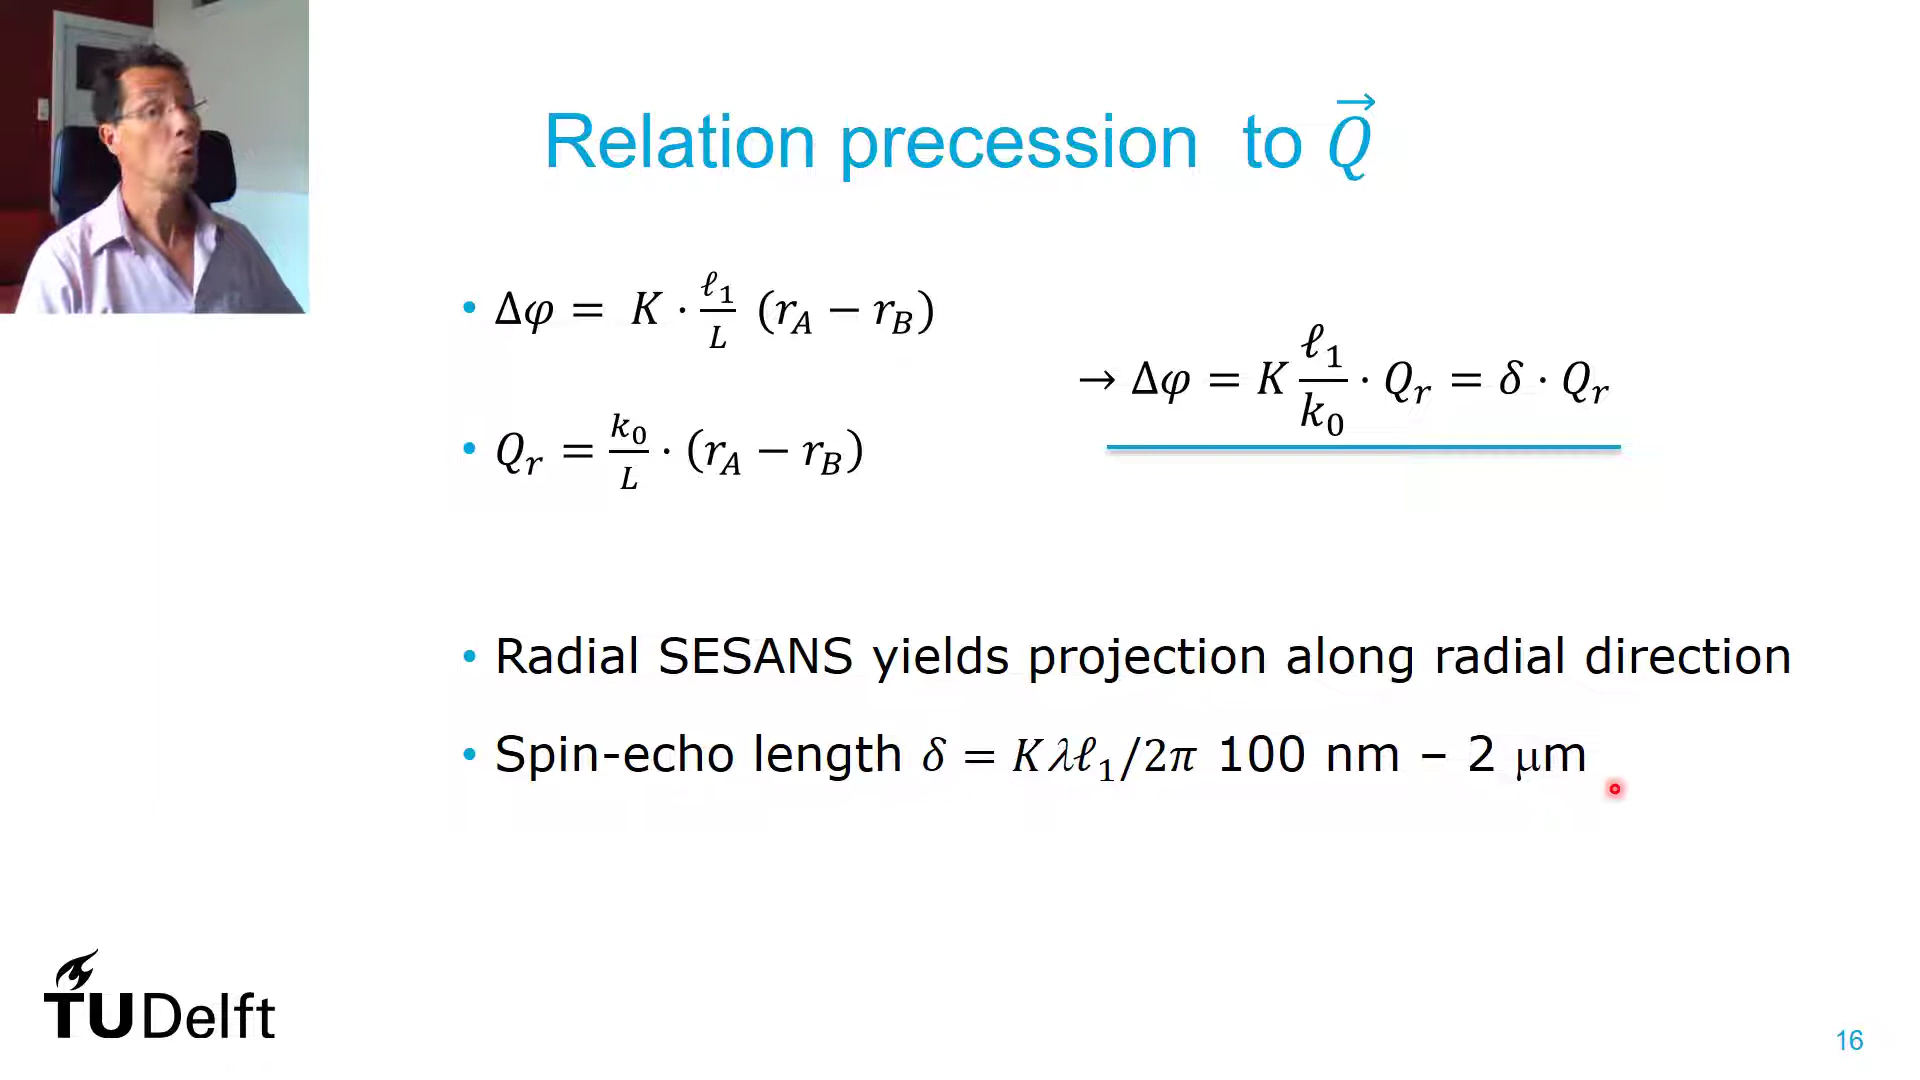 Relation precession to \vec{Q}
• Δφ = K · ℓ₁/L (r_A − r_B)
→ Δφ = K ℓ₁/k₀ · Q_r = δ · Q_r
• Q_r = k₀/L · (r_A − r_B)
• Radial SESANS yields projection along radial direction
• Spin-echo length δ = Kλℓ₁/2π 100 nm – 2 μm
TUDelft
16